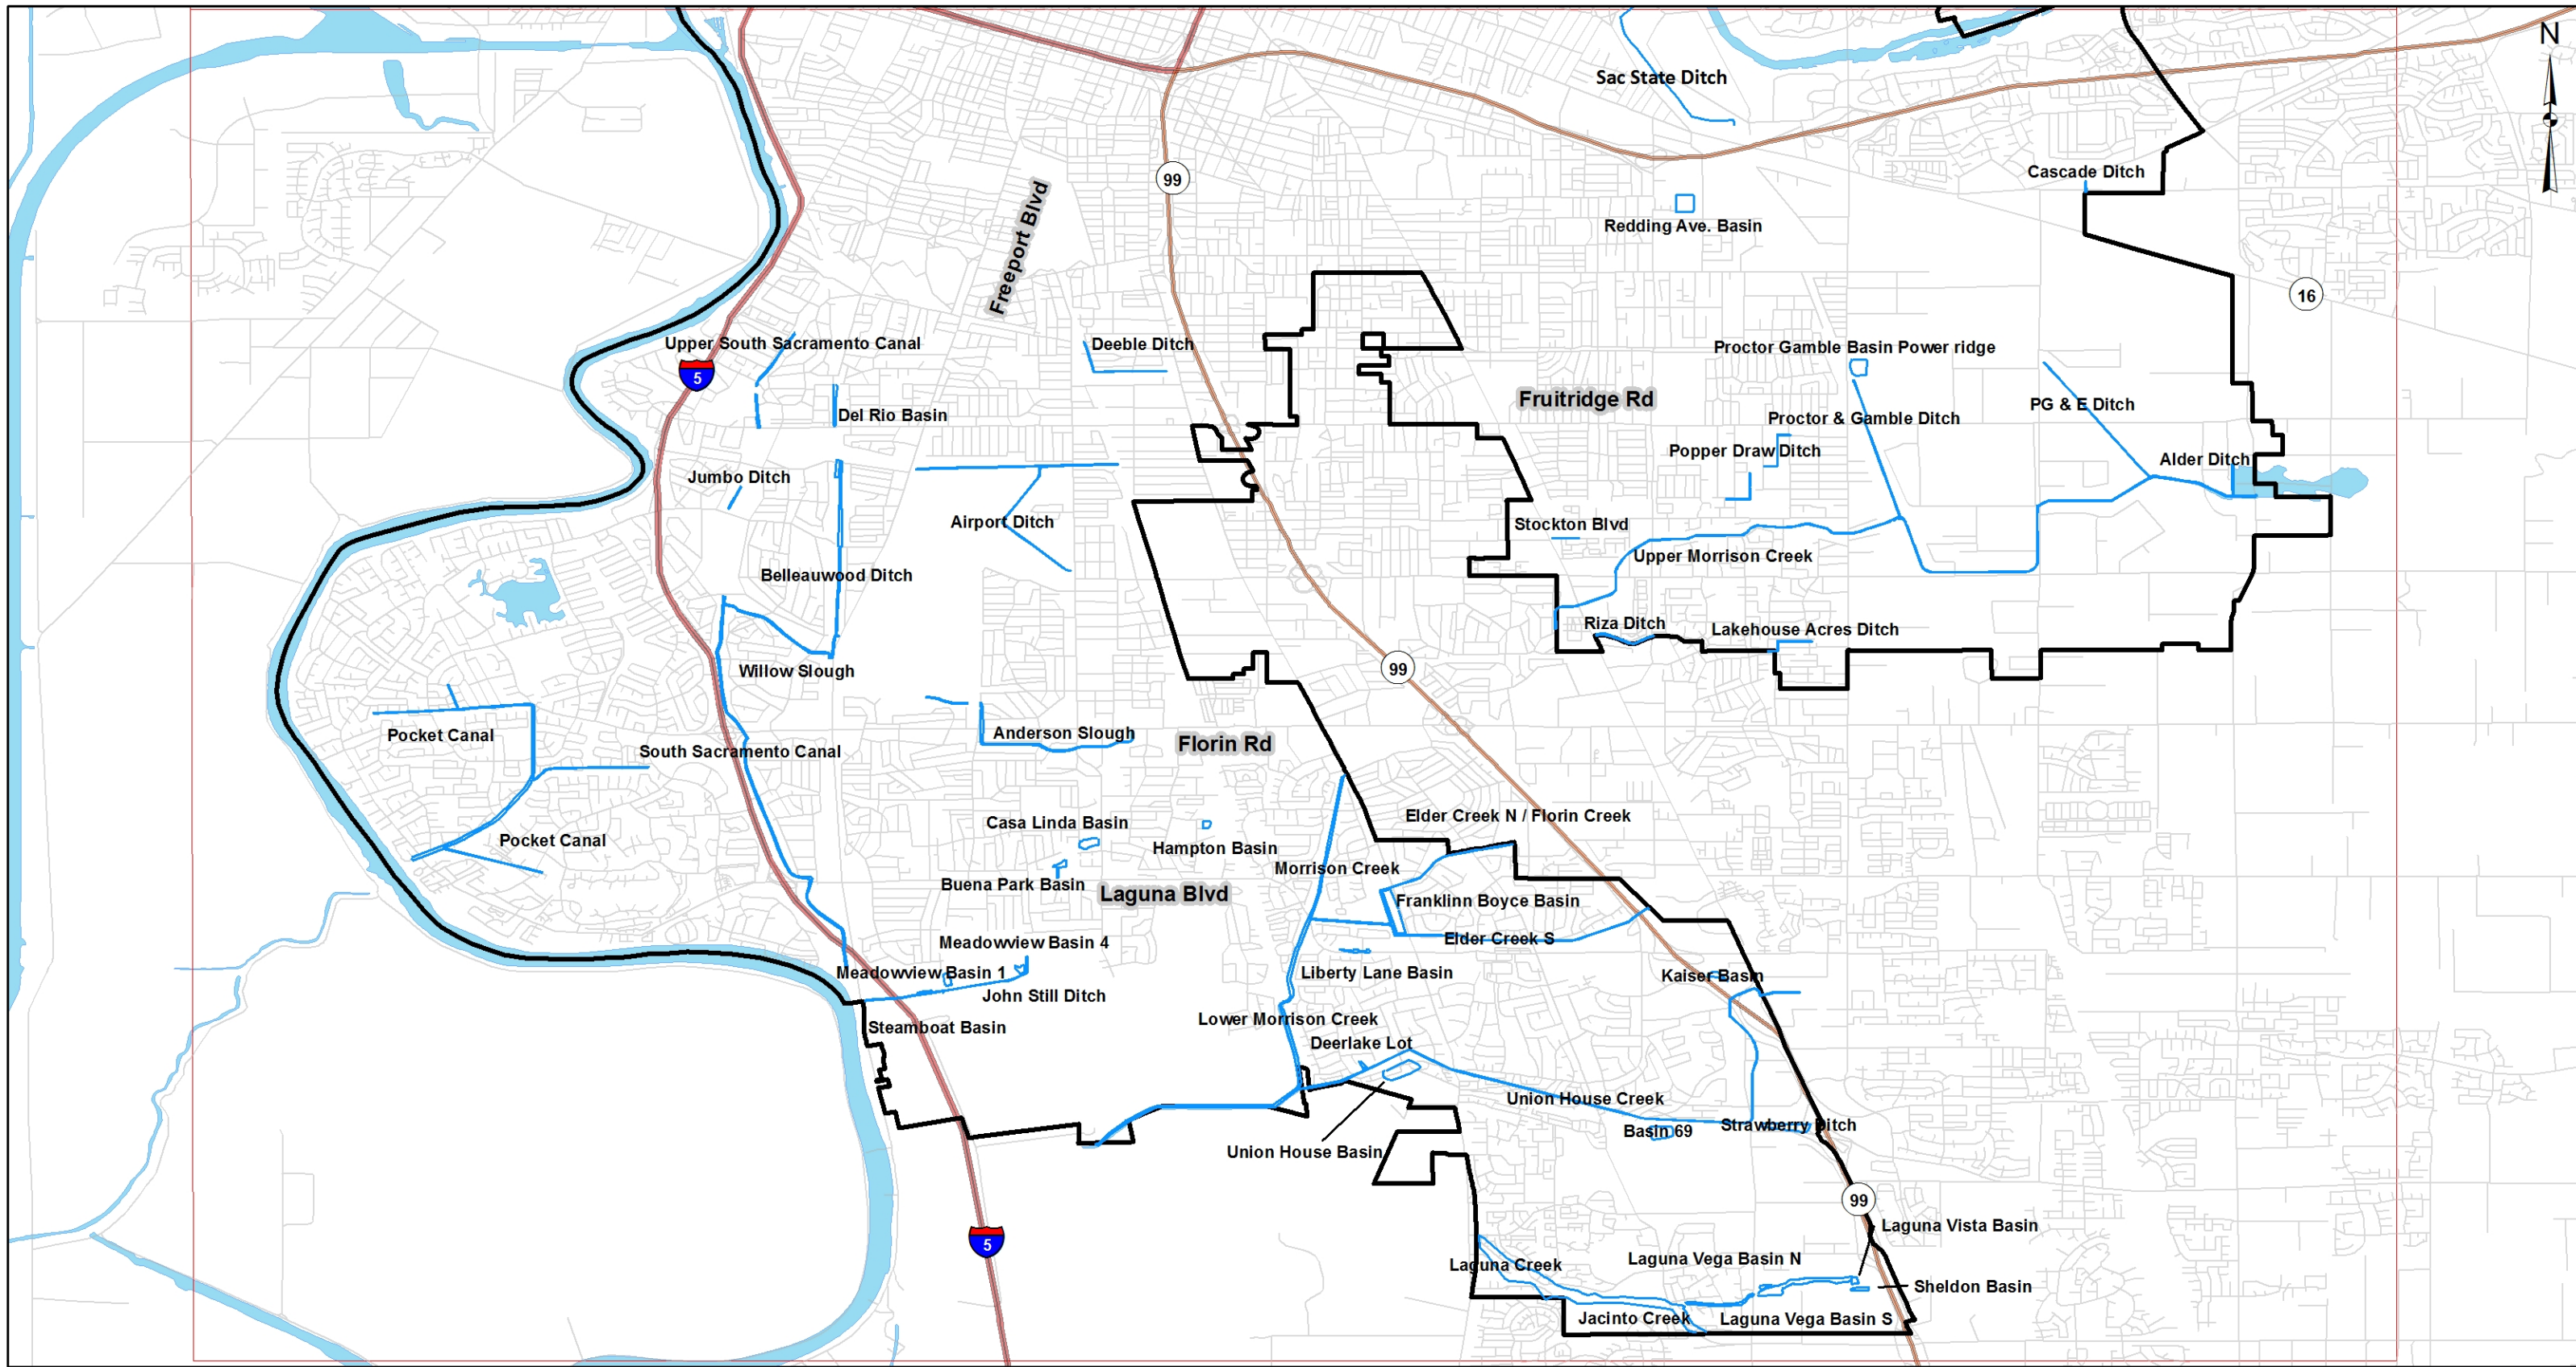 N
Sac State Ditch
Cascade Ditch
99
Redding Ave. Basin
Freeport Blvd
16
Upper South Sacramento Canal
Deeble Ditch
Proctor Gamble Basin Power ridge
5
Fruitridge Rd
PG & E Ditch
Del Rio Basin
Proctor & Gamble Ditch
Popper Draw Ditch
Alder Ditch
Jumbo Ditch
Airport Ditch
Stockton Blvd
Upper Morrison Creek
Belleauwood Ditch
Riza Ditch
Lakehouse Acres Ditch
Willow Slough
99
Pocket Canal
Anderson Slough
Florin Rd
South Sacramento Canal
Elder Creek N / Florin Creek
Casa Linda Basin
Pocket Canal
Hampton Basin
Morrison Creek
Buena Park Basin
Laguna Blvd
Franklinn Boyce Basin
Meadowview Basin 4
Elder Creek S
Meadowview Basin 1
Liberty Lane Basin
Kaiser Basin
John Still Ditch
Steamboat Basin
Lower Morrison Creek
Deerlake Lot
Union House Creek
Basin 69
Strawberry Ditch
Union House Basin
99
Laguna Vista Basin
5
Laguna Creek
Laguna Vega Basin N
Sheldon Basin
Jacinto Creek
Laguna Vega Basin S